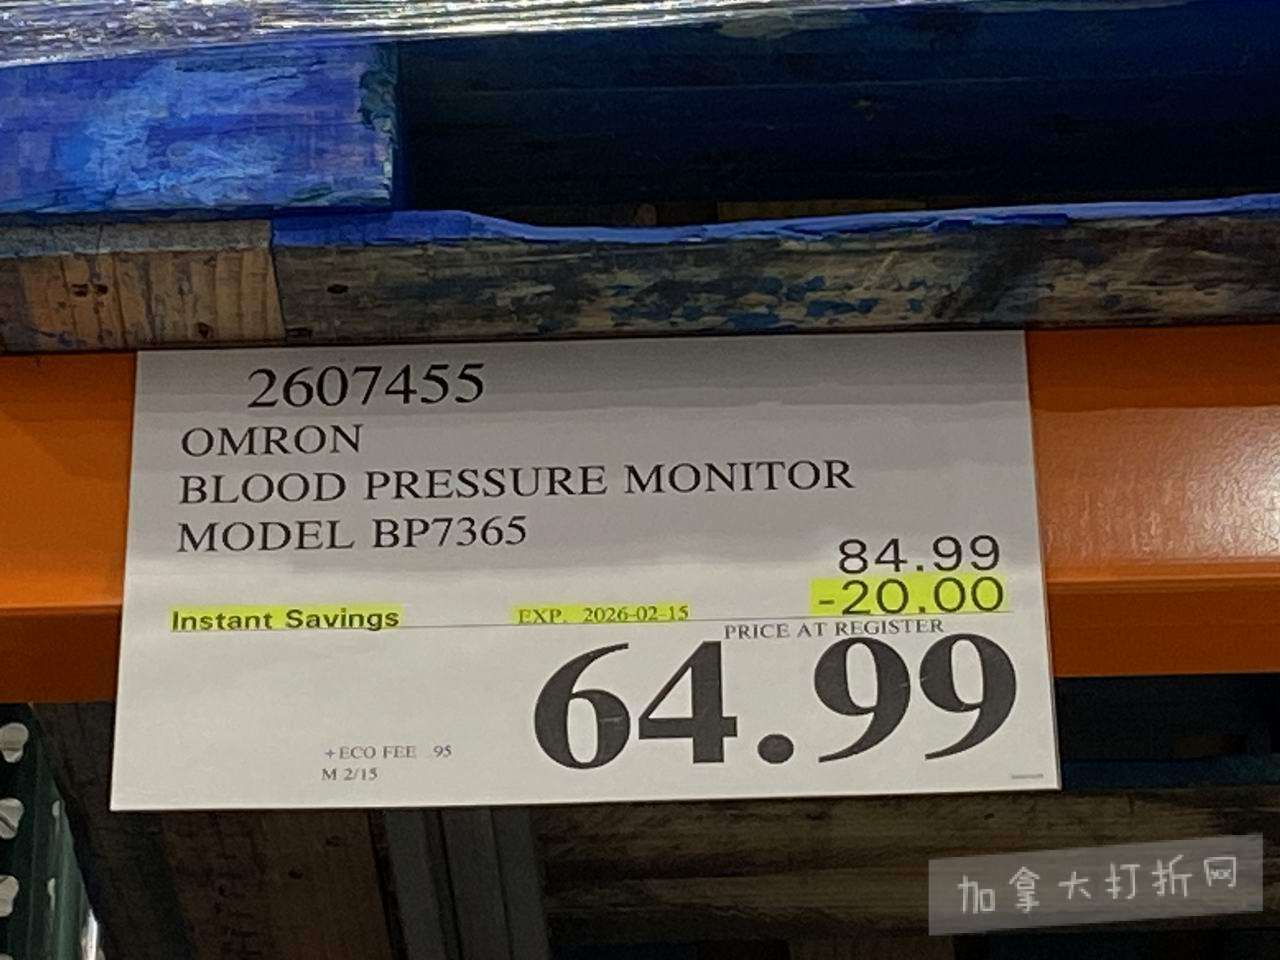 2607455
OMRON
BLOOD PRESSURE MONITOR
MODEL BP7365
84.99
Instant Savings EXP. 2026-02-15 -20.00
PRICE AT REGISTER
64.99
+ECO FEE .95
M 2/15
加拿大打折网